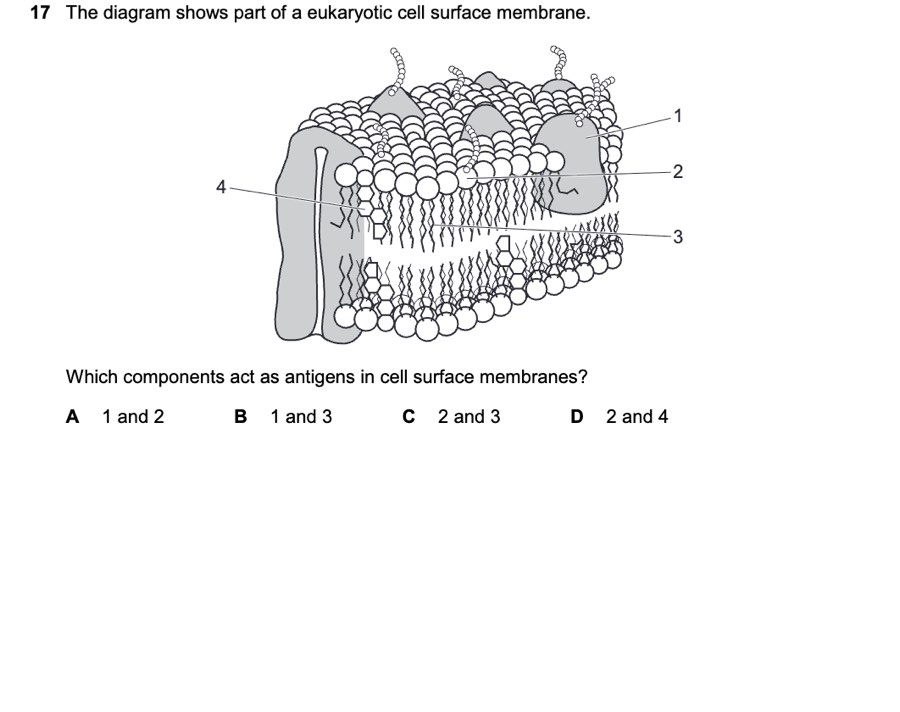 17 The diagram shows part of a eukaryotic cell surface membrane.
1
2
4
3
Which components act as antigens in cell surface membranes?
A 1 and 2 B 1 and 3 C 2 and 3 D 2 and 4